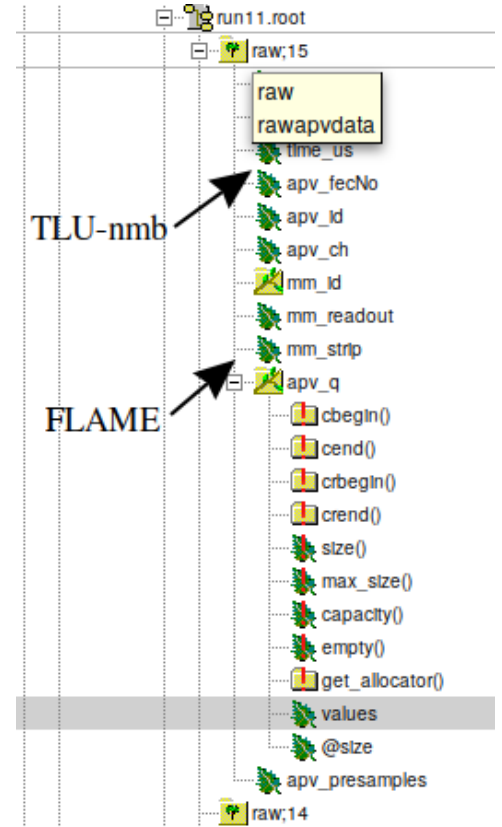 run11.root
raw;15
raw
rawapvdata
time_us
apv_fecNo
TLU-nmb
apv_id
apv_ch
mm_id
mm_readout
mm_strip
apv_q
FLAME
cbegin()
cend()
crbegin()
crend()
size()
max_size()
capacity()
empty()
get_allocator()
values
@size
apv_presamples
raw;14